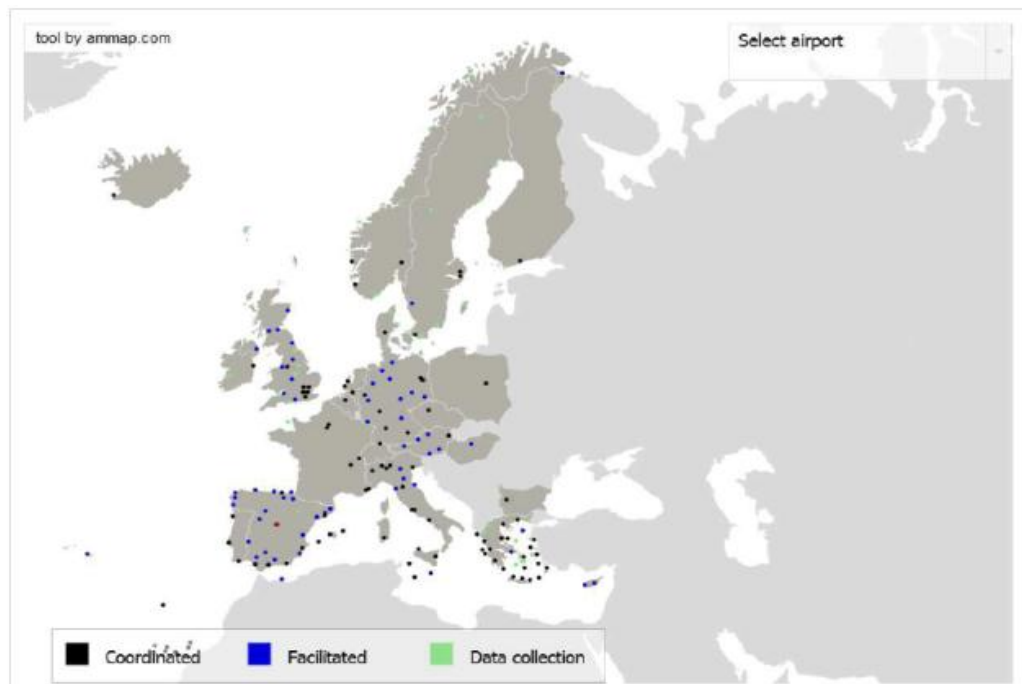 tool by ammap.com
Select airport
Coordinated
Facilitated
Data collection